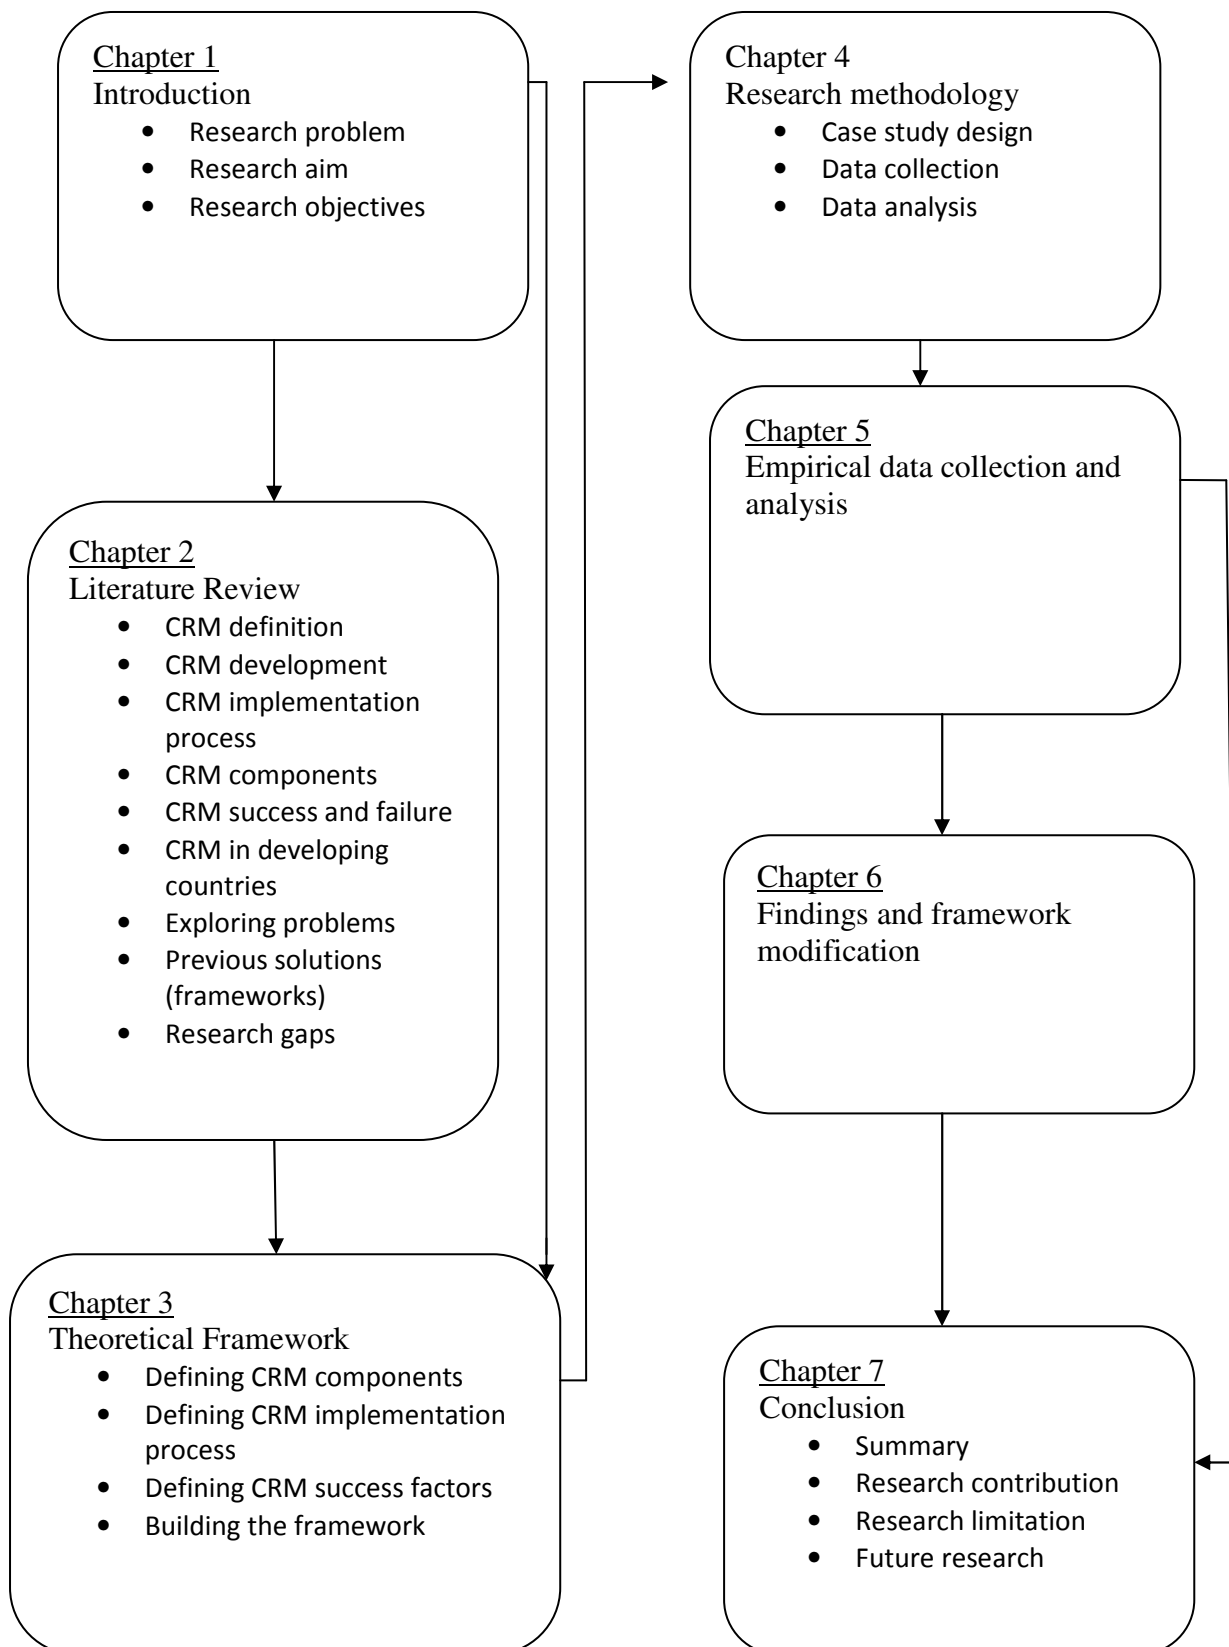 Chapter 1
Introduction
• Research problem
• Research aim
• Research objectives
Chapter 2
Literature Review
• CRM definition
• CRM development
• CRM implementation
process
• CRM components
• CRM success and failure
• CRM in developing
countries
• Exploring problems
• Previous solutions
(frameworks)
• Research gaps
Chapter 3
Theoretical Framework
• Defining CRM components
• Defining CRM implementation
process
• Defining CRM success factors
• Building the framework
Chapter 4
Research methodology
• Case study design
• Data collection
• Data analysis
Chapter 5
Empirical data collection and
analysis
Chapter 6
Findings and framework
modification
Chapter 7
Conclusion
• Summary
• Research contribution
• Research limitation
• Future research